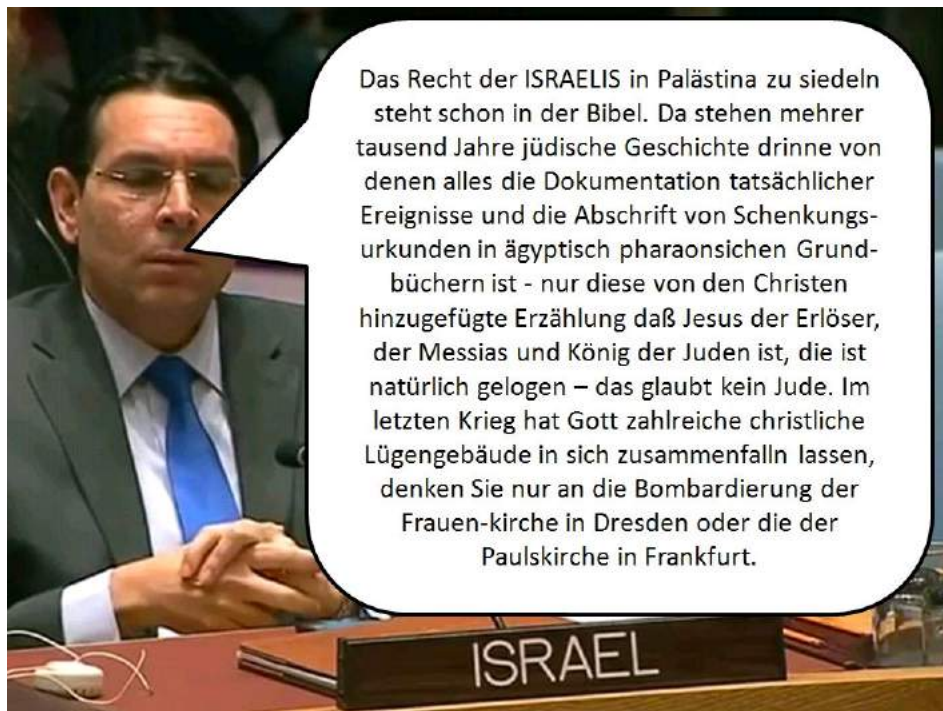 Das Recht der ISRAELIS in Palästina zu siedeln
steht schon in der Bibel. Da stehen mehrer
tausend Jahre jüdische Geschichte drinne von
denen alles die Dokumentation tatsächlicher
Ereignisse und die Abschrift von Schenkungs-
urkunden in ägyptisch pharaonsichen Grund-
büchern ist - nur diese von den Christen
hinzugefügte Erzählung daß Jesus der Erlöser,
der Messias und König der Juden ist, die ist
natürlich gelogen – das glaubt kein Jude. Im
letzten Krieg hat Gott zahlreiche christliche
Lügengebäude in sich zusammenfalln lassen,
denken Sie nur an die Bombardierung der
Frauen-kirche in Dresden oder die der
Paulskirche in Frankfurt.
ISRAEL